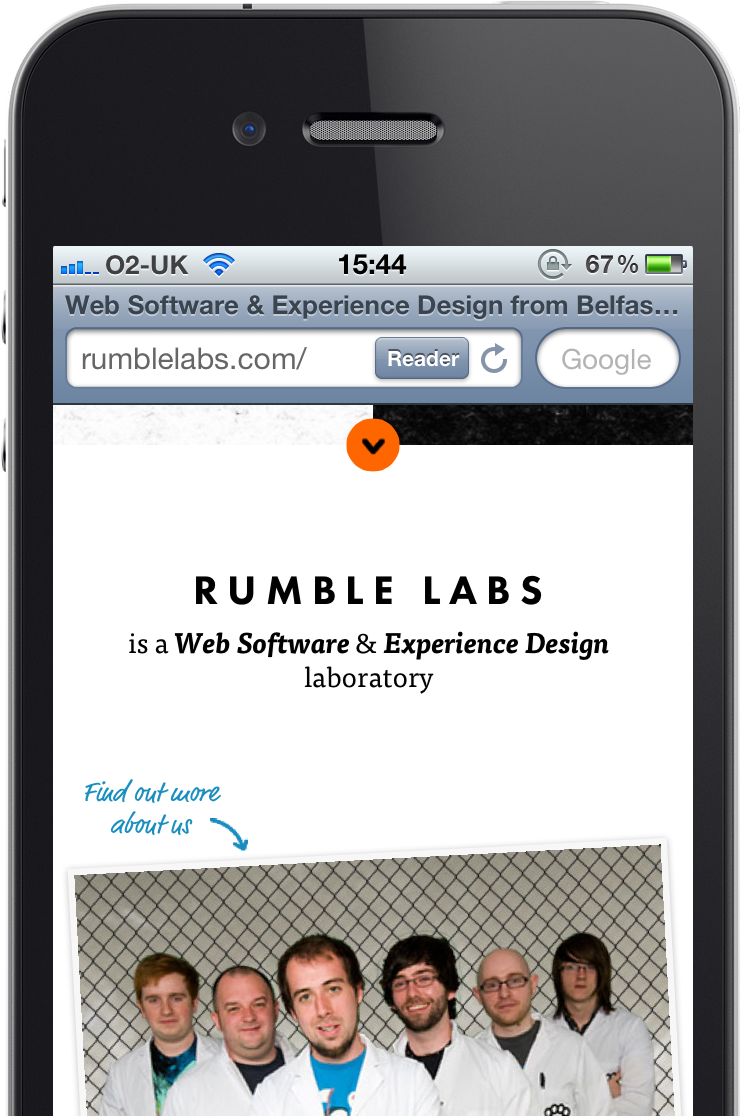 O2-UK 15:44 67%
Web Software & Experience Design from Belfas...
rumblelabs.com/ Reader Google
RUMBLE LABS
is a Web Software & Experience Design
laboratory
Find out more
about us